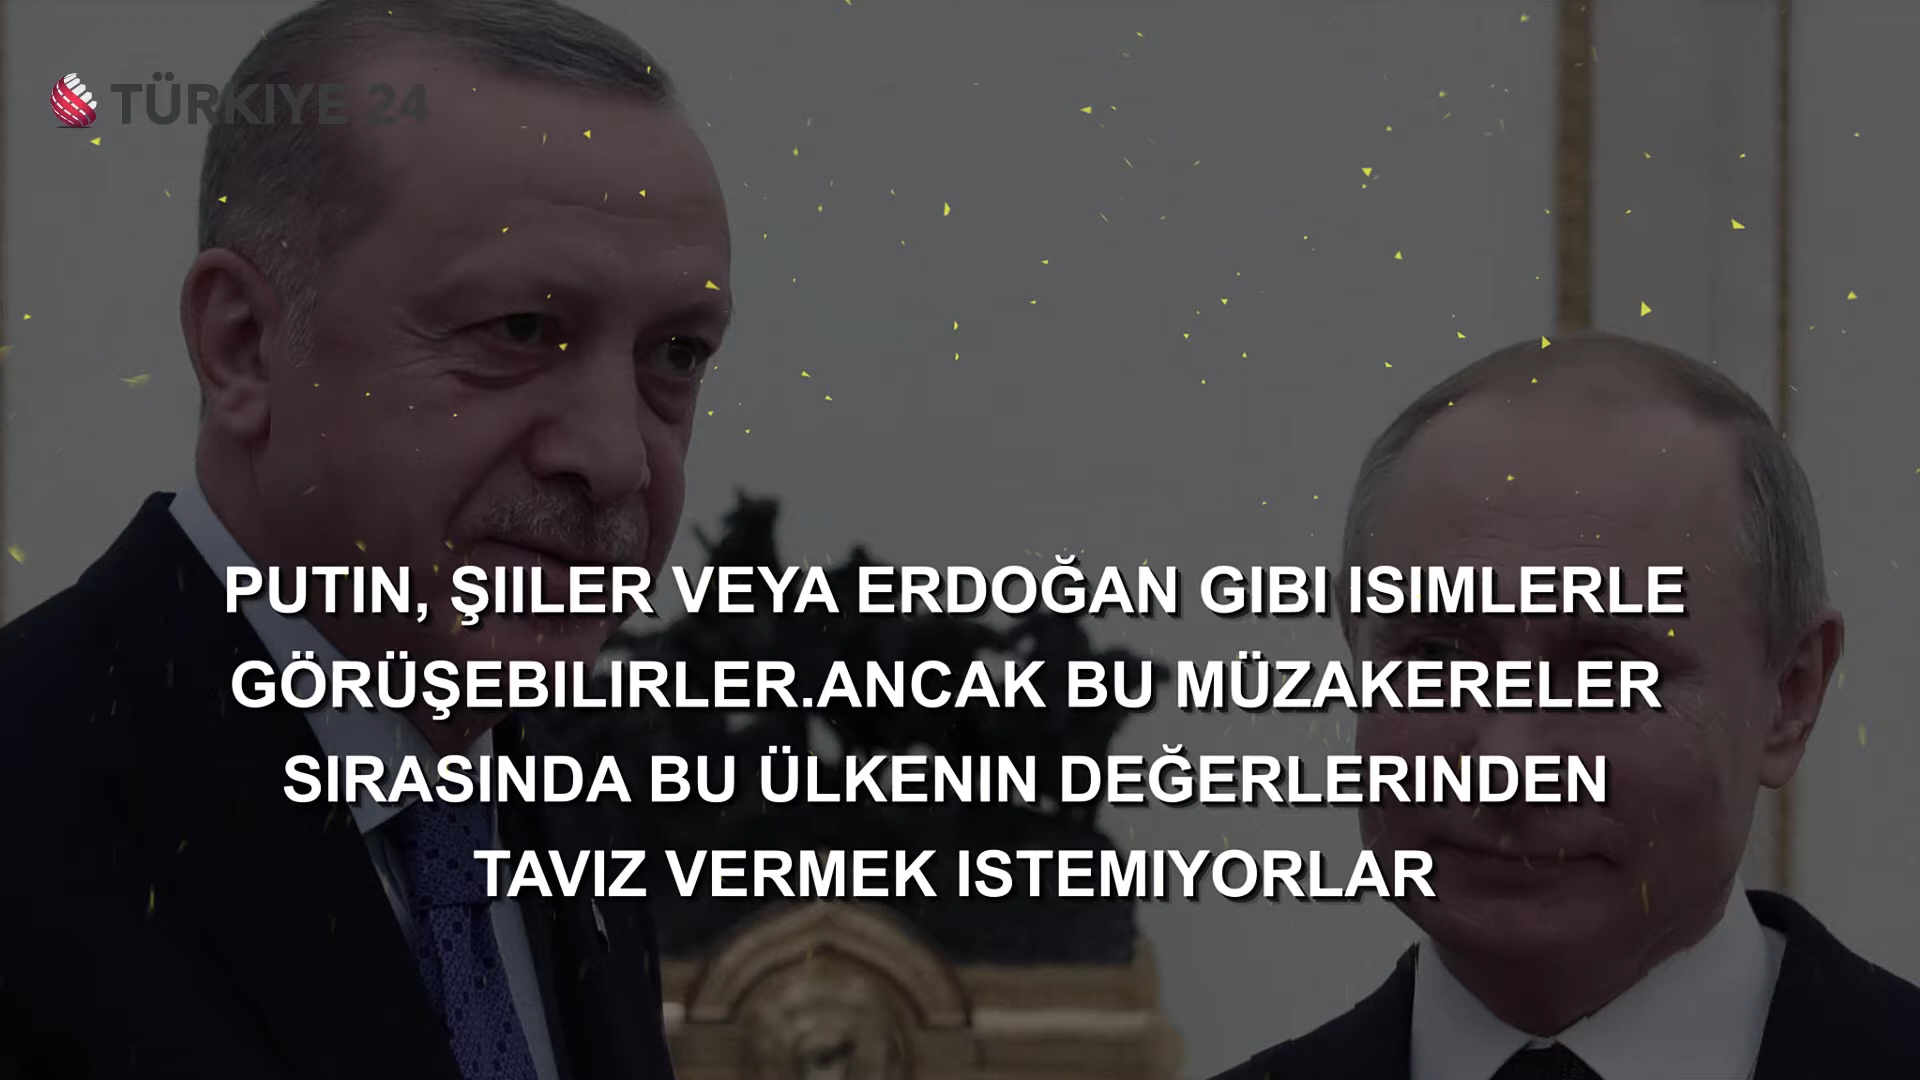 TÜRKIYE 24
PUTIN, ŞIILER VEYA ERDOĞAN GIBI ISIMLERLE
GÖRÜŞEBILIRLER.ANCAK BU MÜZAKERELER
SIRASINDA BU ÜLKENIN DEĞERLERINDEN
TAVIZ VERMEK ISTEMIYORLAR